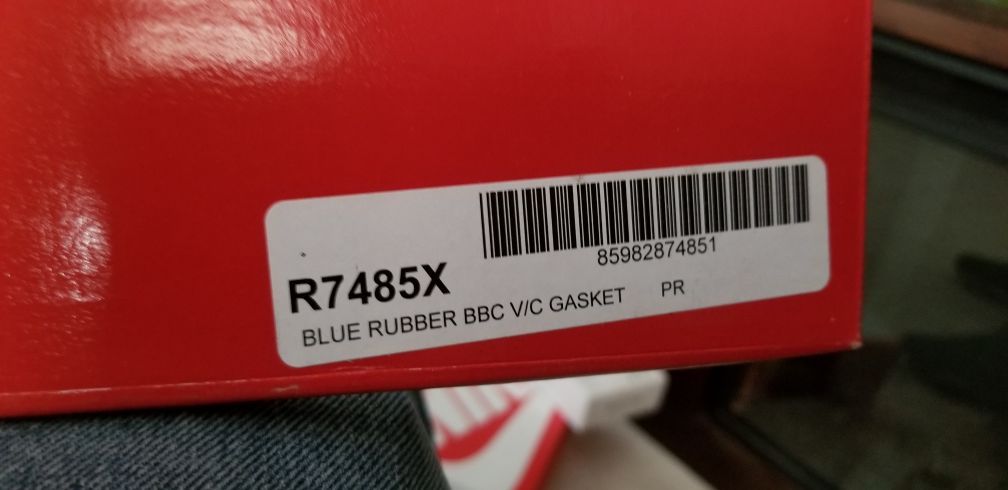 85982874851
R7485X
BLUE RUBBER BBC V/C GASKET PR